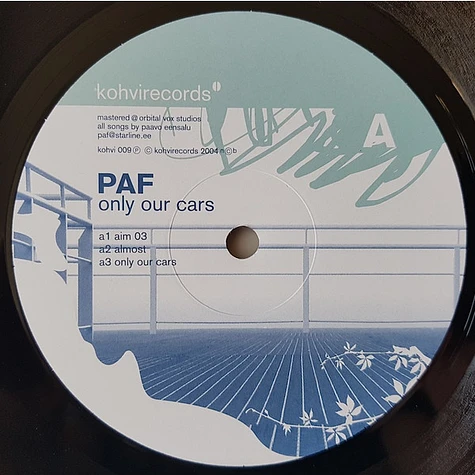 kohvirecords
mastered @ orbital vox studios
all songs by paavo eensalu
paf@starline.ee
kohvi 009 Ⓟ © kohvirecords 2004 n©b
A
PAF
only our cars
a1 aim 03
a2 almost
a3 only our cars